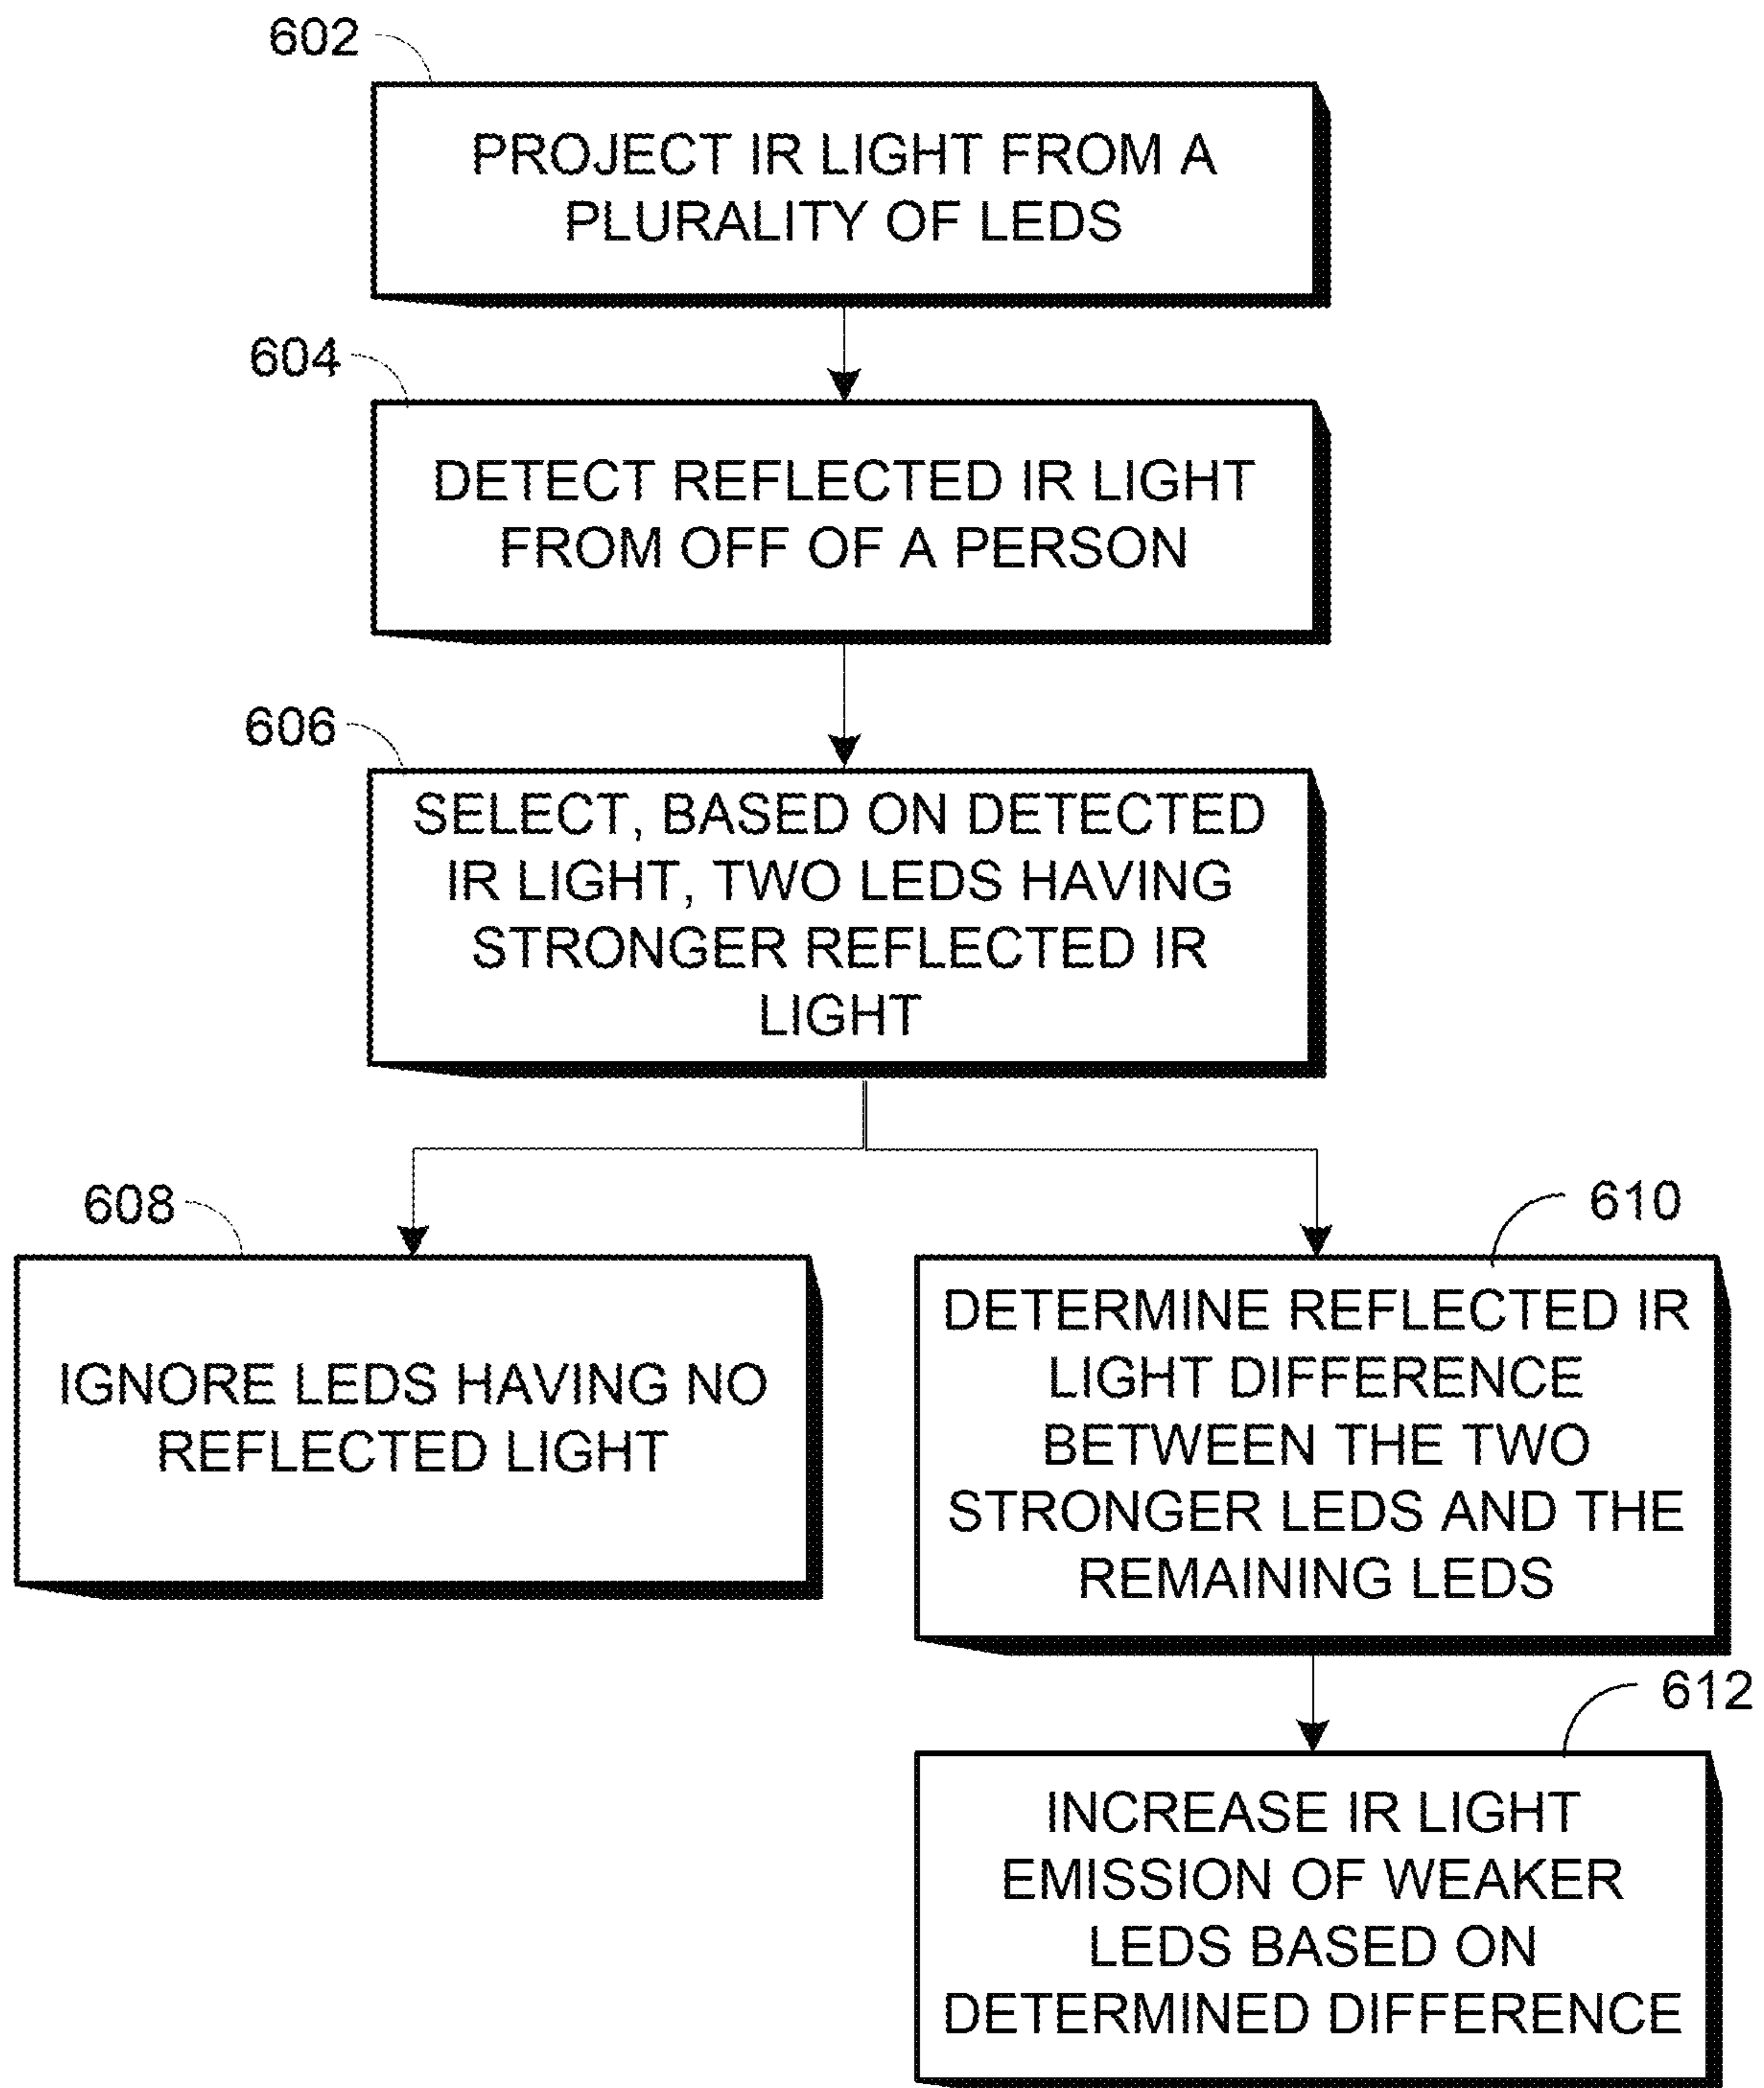 602
PROJECT IR LIGHT FROM A
PLURALITY OF LEDS
604
DETECT REFLECTED IR LIGHT
FROM OFF OF A PERSON
606
SELECT, BASED ON DETECTED
IR LIGHT, TWO LEDS HAVING
STRONGER REFLECTED IR
LIGHT
608
IGNORE LEDS HAVING NO
REFLECTED LIGHT
610
DETERMINE REFLECTED IR
LIGHT DIFFERENCE
BETWEEN THE TWO
STRONGER LEDS AND THE
REMAINING LEDS
612
INCREASE IR LIGHT
EMISSION OF WEAKER
LEDS BASED ON
DETERMINED DIFFERENCE